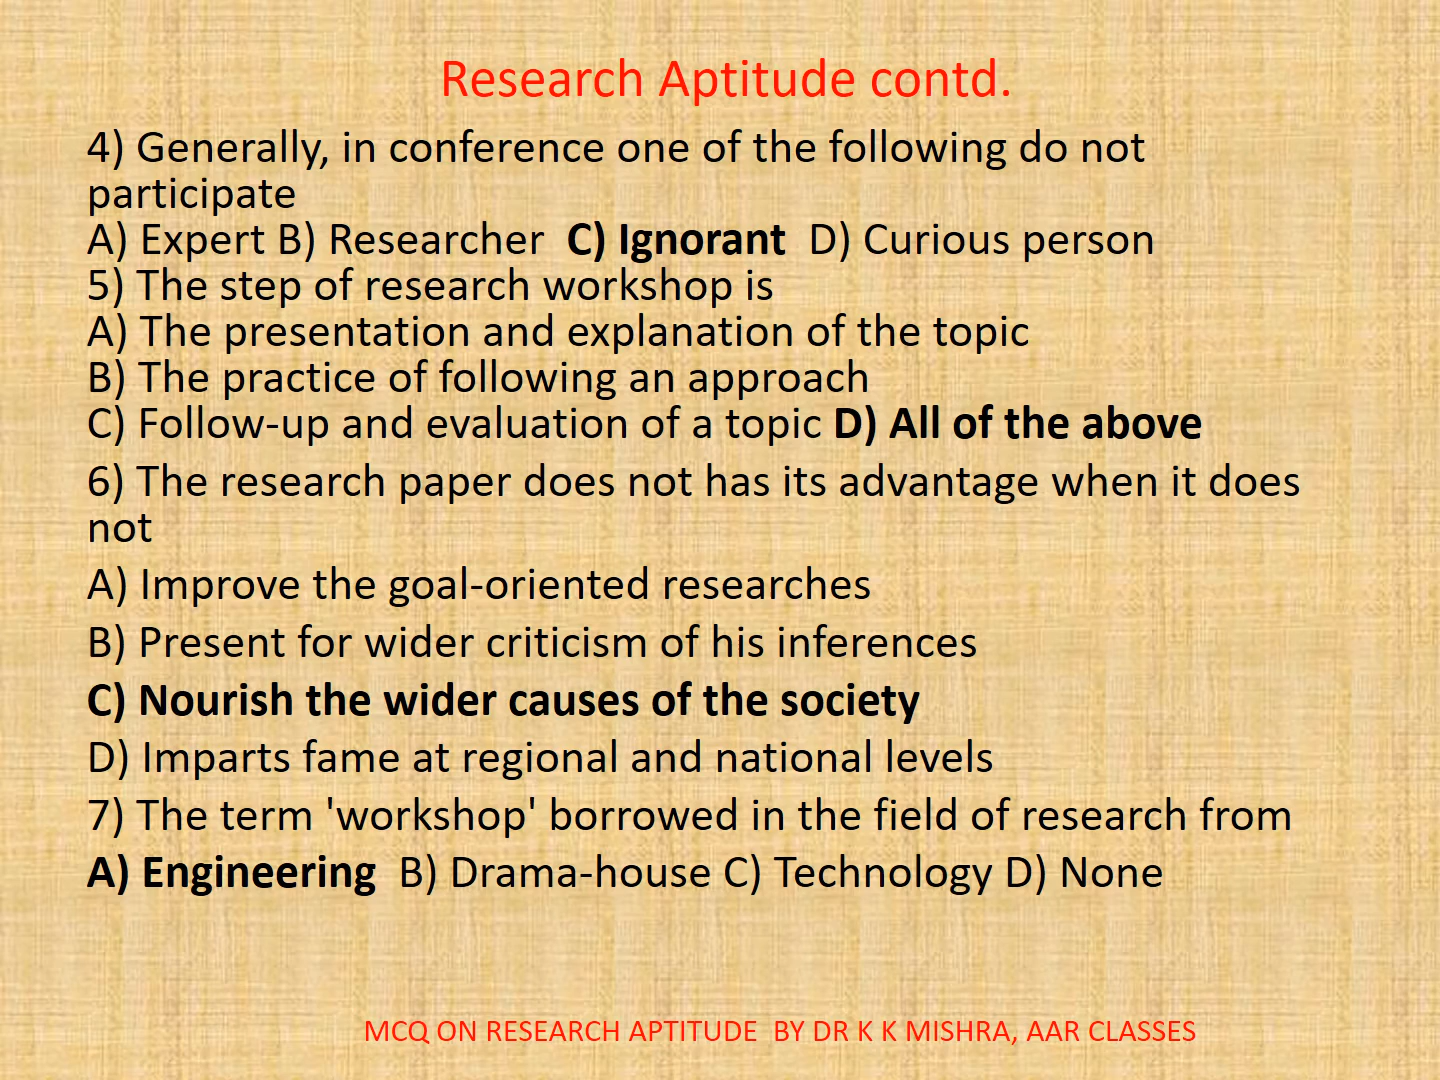 Research Aptitude contd.
4) Generally, in conference one of the following do not
participate
A) Expert B) Researcher  C) Ignorant  D) Curious person
5) The step of research workshop is
A) The presentation and explanation of the topic
B) The practice of following an approach
C) Follow-up and evaluation of a topic D) All of the above
6) The research paper does not has its advantage when it does
not
A) Improve the goal-oriented researches
B) Present for wider criticism of his inferences
C) Nourish the wider causes of the society
D) Imparts fame at regional and national levels
7) The term 'workshop' borrowed in the field of research from
A) Engineering  B) Drama-house C) Technology D) None
MCQ ON RESEARCH APTITUDE  BY DR K K MISHRA, AAR CLASSES